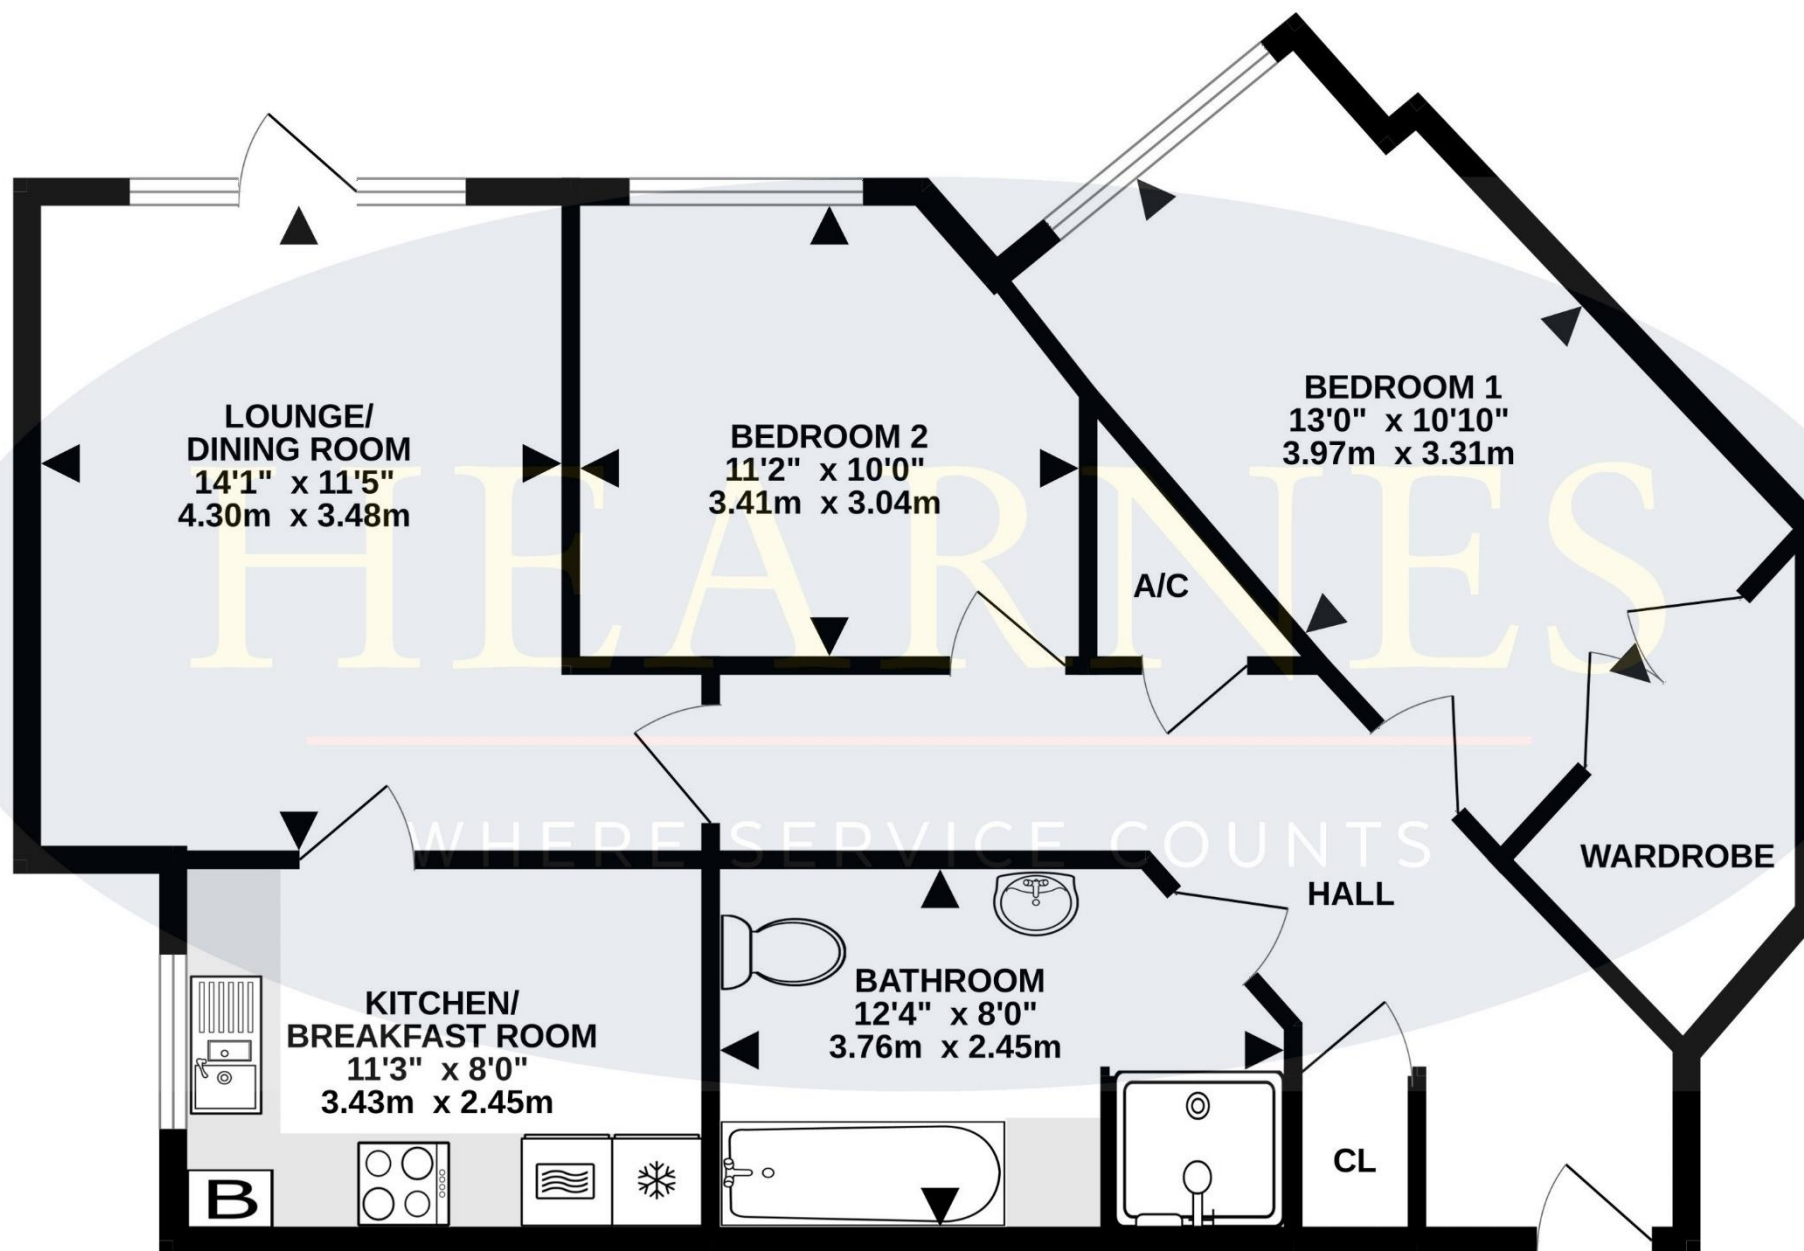 LOUNGE/
DINING ROOM
14'1" x 11'5"
4.30m x 3.48m
BEDROOM 2
11'2" x 10'0"
3.41m x 3.04m
BEDROOM 1
13'0" x 10'10"
3.97m x 3.31m
A/C
HEARNES
WHERE SERVICE COUNTS
WARDROBE
HALL
KITCHEN/
BREAKFAST ROOM
11'3" x 8'0"
3.43m x 2.45m
BATHROOM
12'4" x 8'0"
3.76m x 2.45m
CL
B